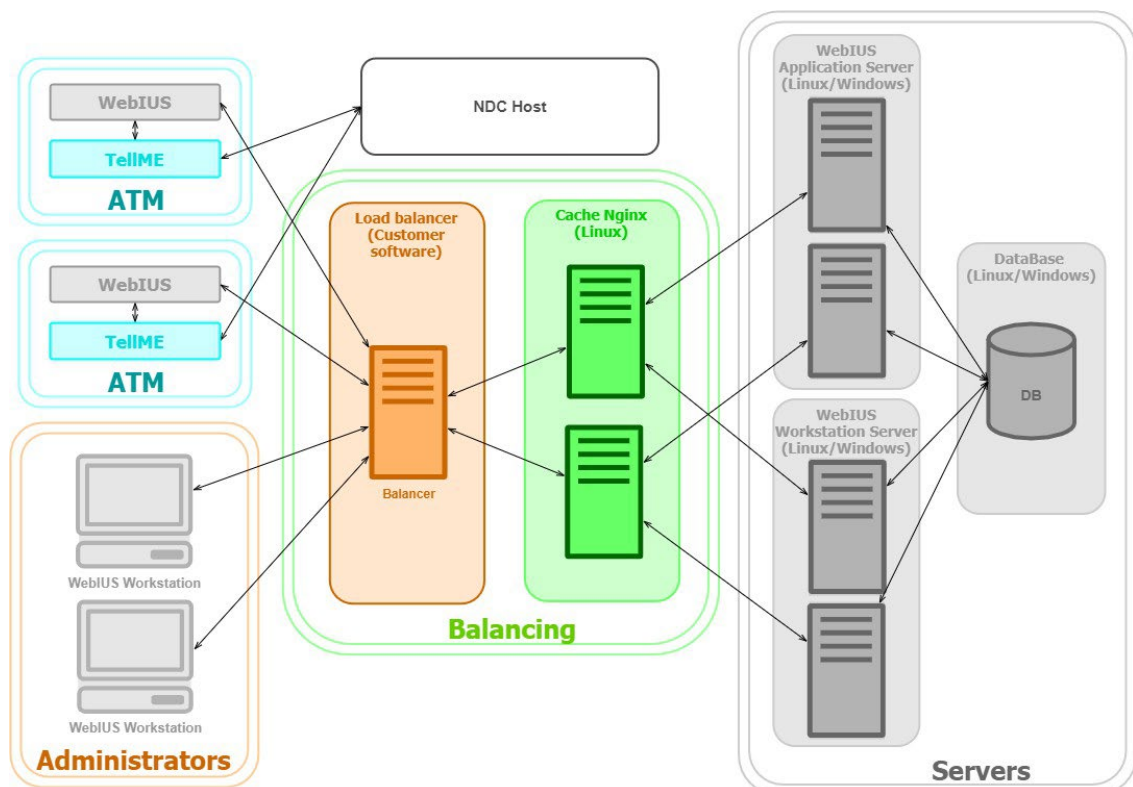 WebIUS
TellME
ATM
WebIUS
TellME
ATM
WebIUS Workstation
WebIUS Workstation
Administrators
NDC Host
Load balancer
(Customer
software)
Balancer
Cache Nginx
(Linux)
Balancing
WebIUS
Application Server
(Linux/Windows)
WebIUS
Workstation Server
(Linux/Windows)
DataBase
(Linux/Windows)
DB
Servers